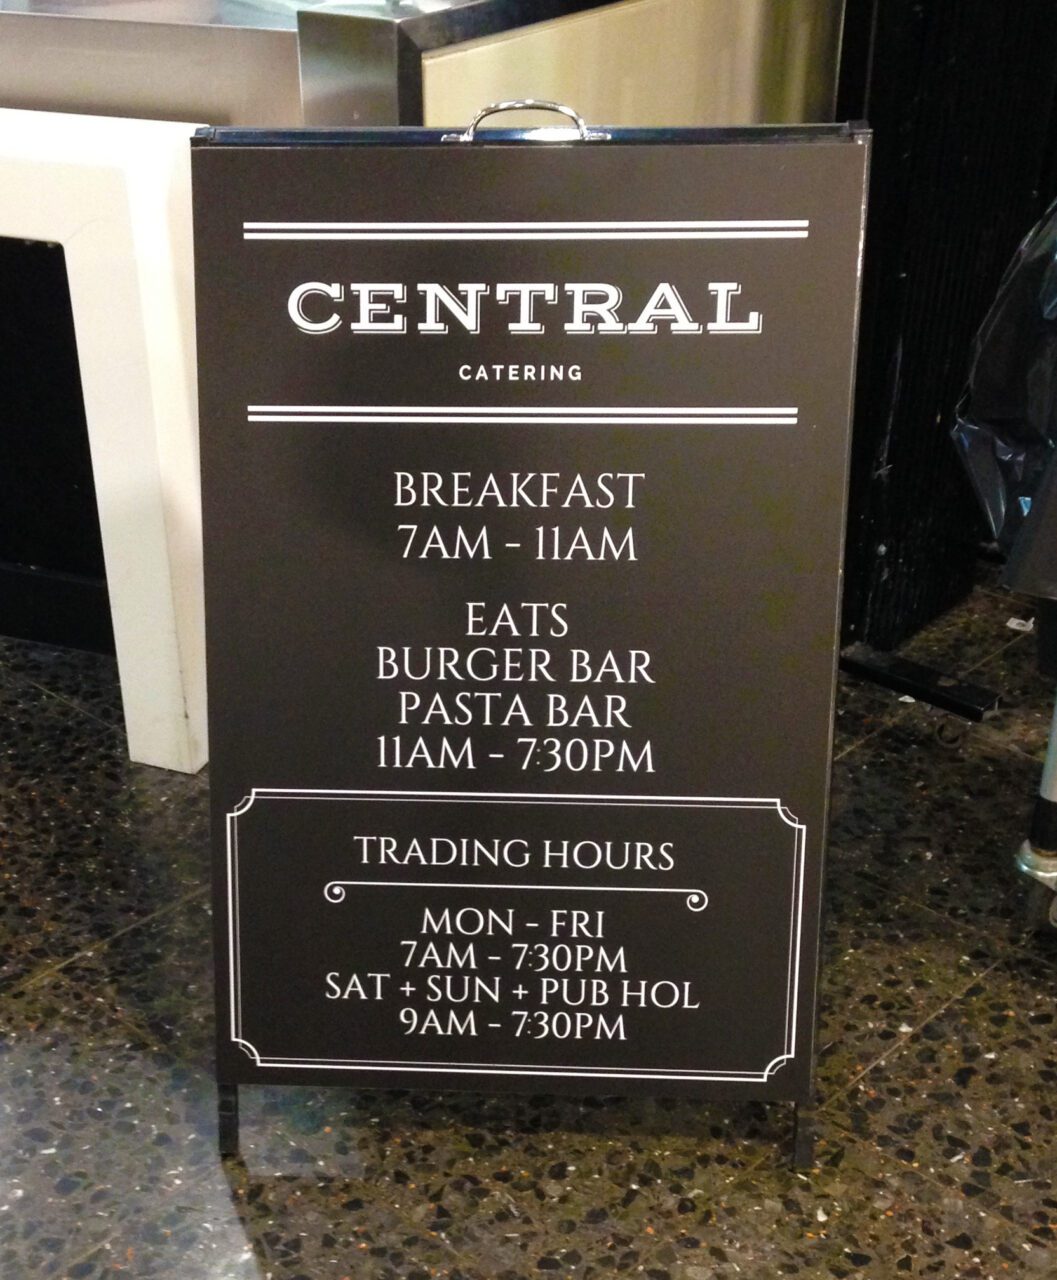 CENTRAL
CATERING
BREAKFAST
7AM - 11AM
EATS
BURGER BAR
PASTA BAR
11AM - 7:30PM
TRADING HOURS
MON - FRI
7AM - 7:30PM
SAT + SUN + PUB HOL
9AM - 7:30PM